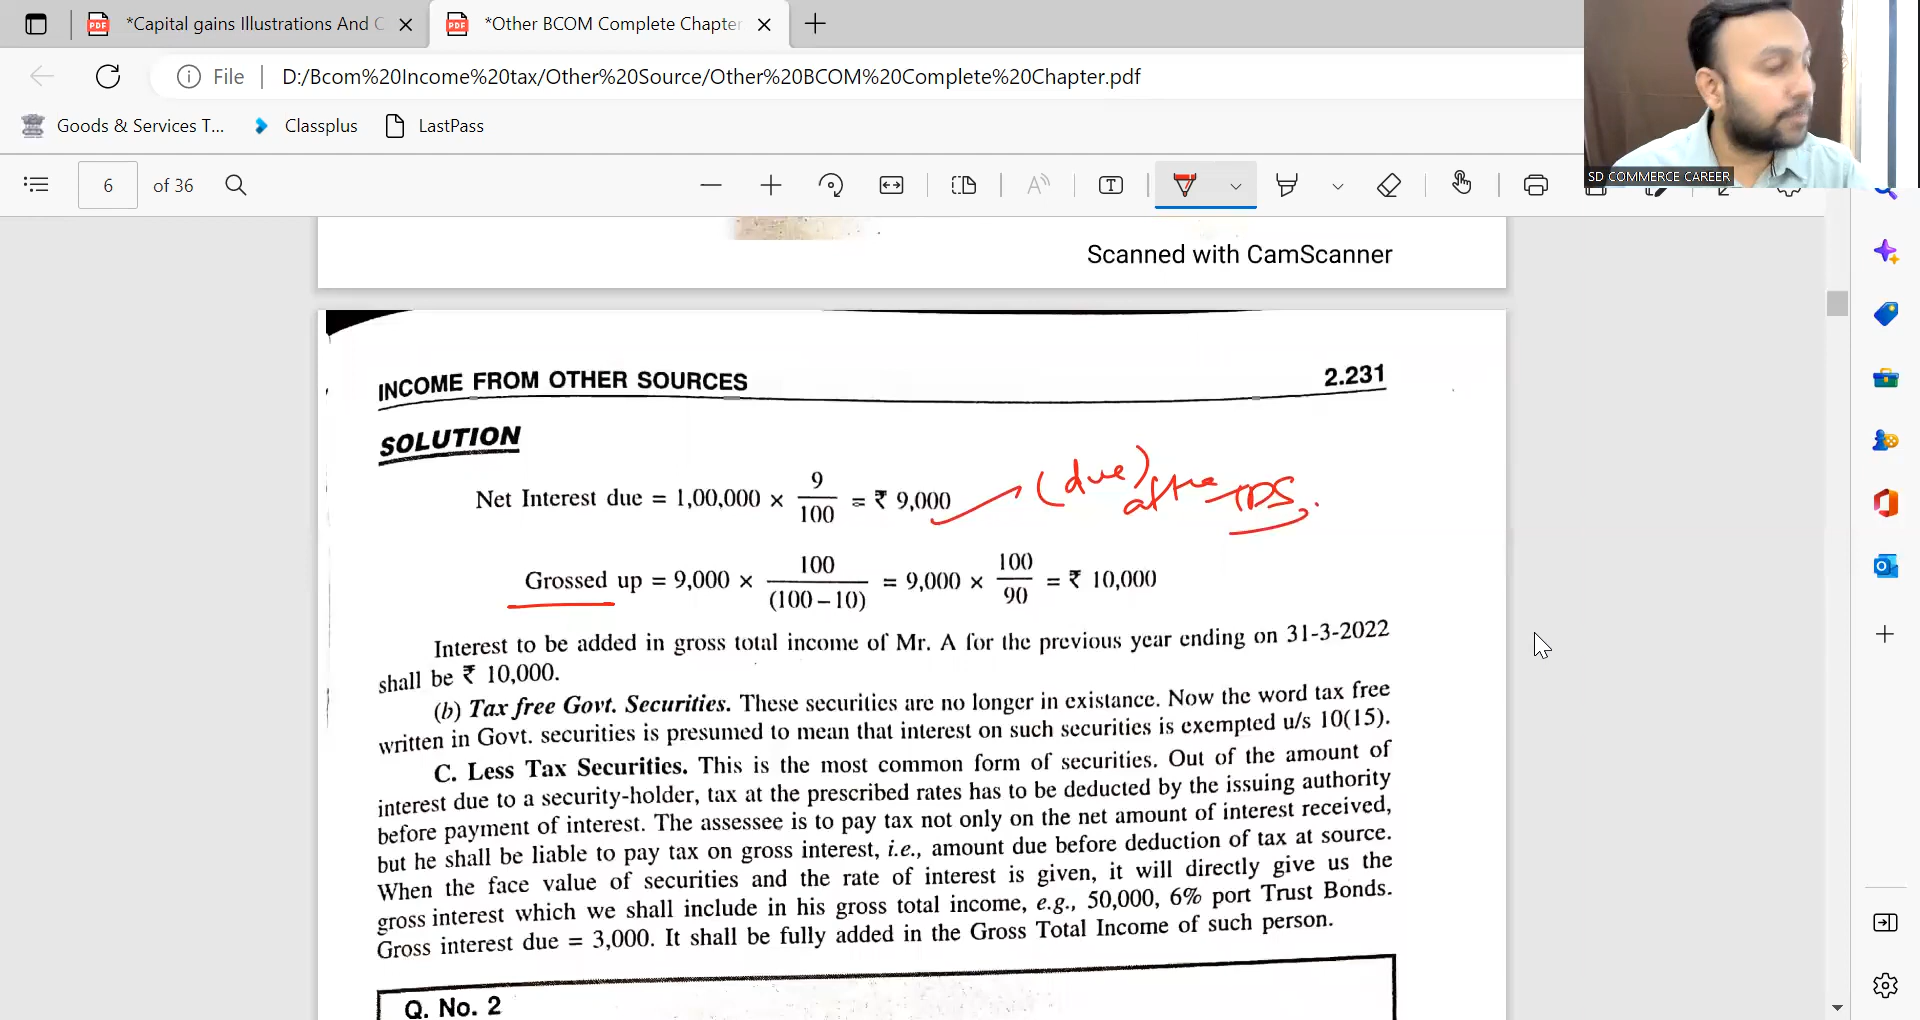 *Capital gains Illustrations And C
*Other BCOM Complete Chapter
File
D:/Bcom%20Income%20tax/Other%20Source/Other%20BCOM%20Complete%20Chapter.pdf
Goods & Services T...
Classplus
LastPass
6 of 36
SD COMMERCE CAREER
Scanned with CamScanner
INCOME FROM OTHER SOURCES 2.231
SOLUTION
Net Interest due = 1,00,000 × 9/100 = ₹ 9,000 (due) after TDS.
Grossed up = 9,000 × 100/(100 – 10) = 9,000 × 100/90 = ₹ 10,000
Interest to be added in gross total income of Mr. A for the previous year ending on 31-3-2022
shall be ₹ 10,000.
(b) Tax free Govt. Securities. These securities are no longer in existance. Now the word tax free
written in Govt. securities is presumed to mean that interest on such securities is exempted u/s 10(15).
C. Less Tax Securities. This is the most common form of securities. Out of the amount of
interest due to a security-holder, tax at the prescribed rates has to be deducted by the issuing authority
before payment of interest. The assessee is to pay tax not only on the net amount of interest received,
but he shall be liable to pay tax on gross interest, i.e., amount due before deduction of tax at source.
When the face value of securities and the rate of interest is given, it will directly give us the
gross interest which we shall include in his gross total income, e.g., 50,000, 6% port Trust Bonds.
Gross interest due = 3,000. It shall be fully added in the Gross Total Income of such person.
Q. No. 2